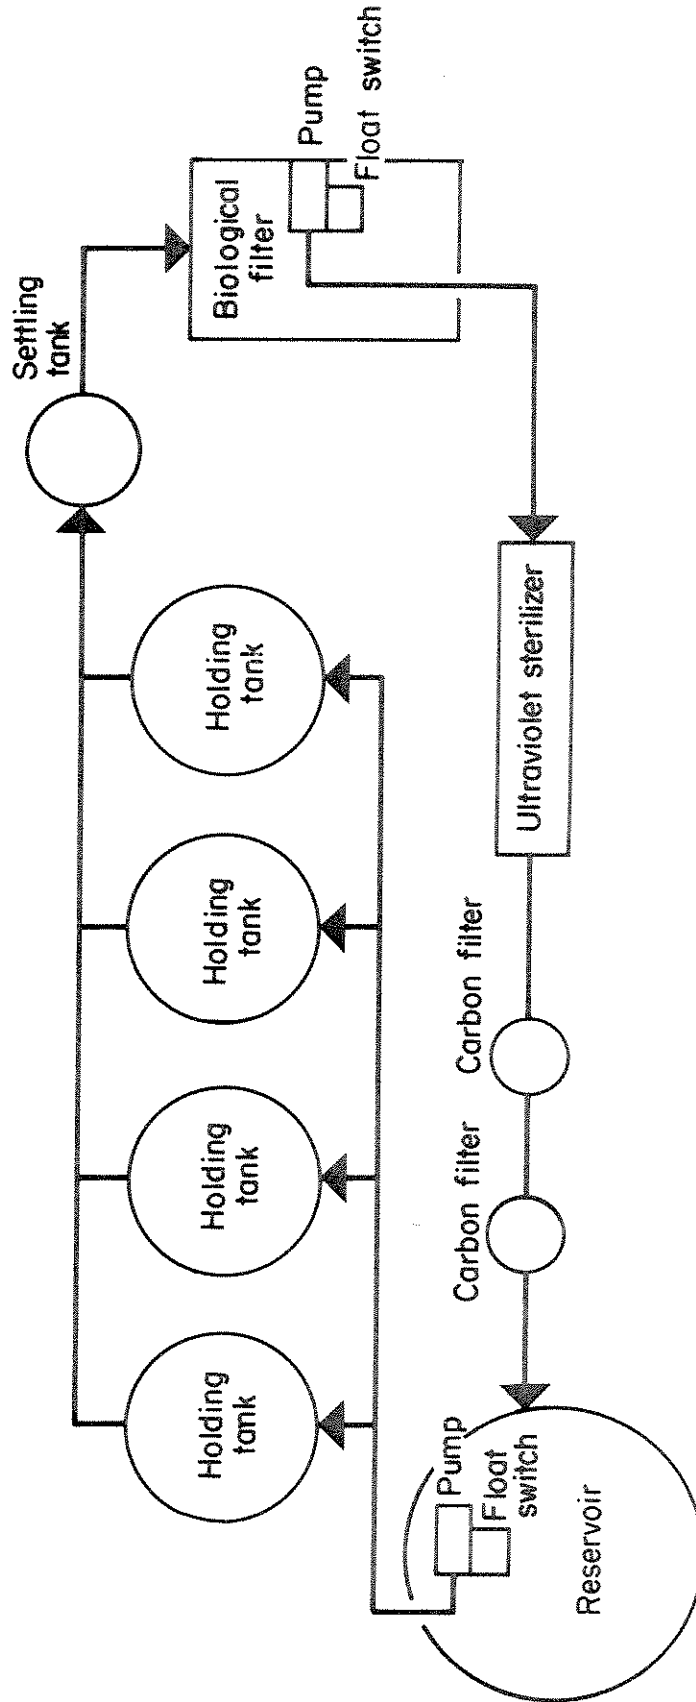 Settling
tank
Biological
filter
Pump
Float switch
Holding
tank
Holding
tank
Holding
tank
Holding
tank
Ultraviolet sterilizer
Carbon filter
Carbon filter
Pump
Float
switch
Reservoir